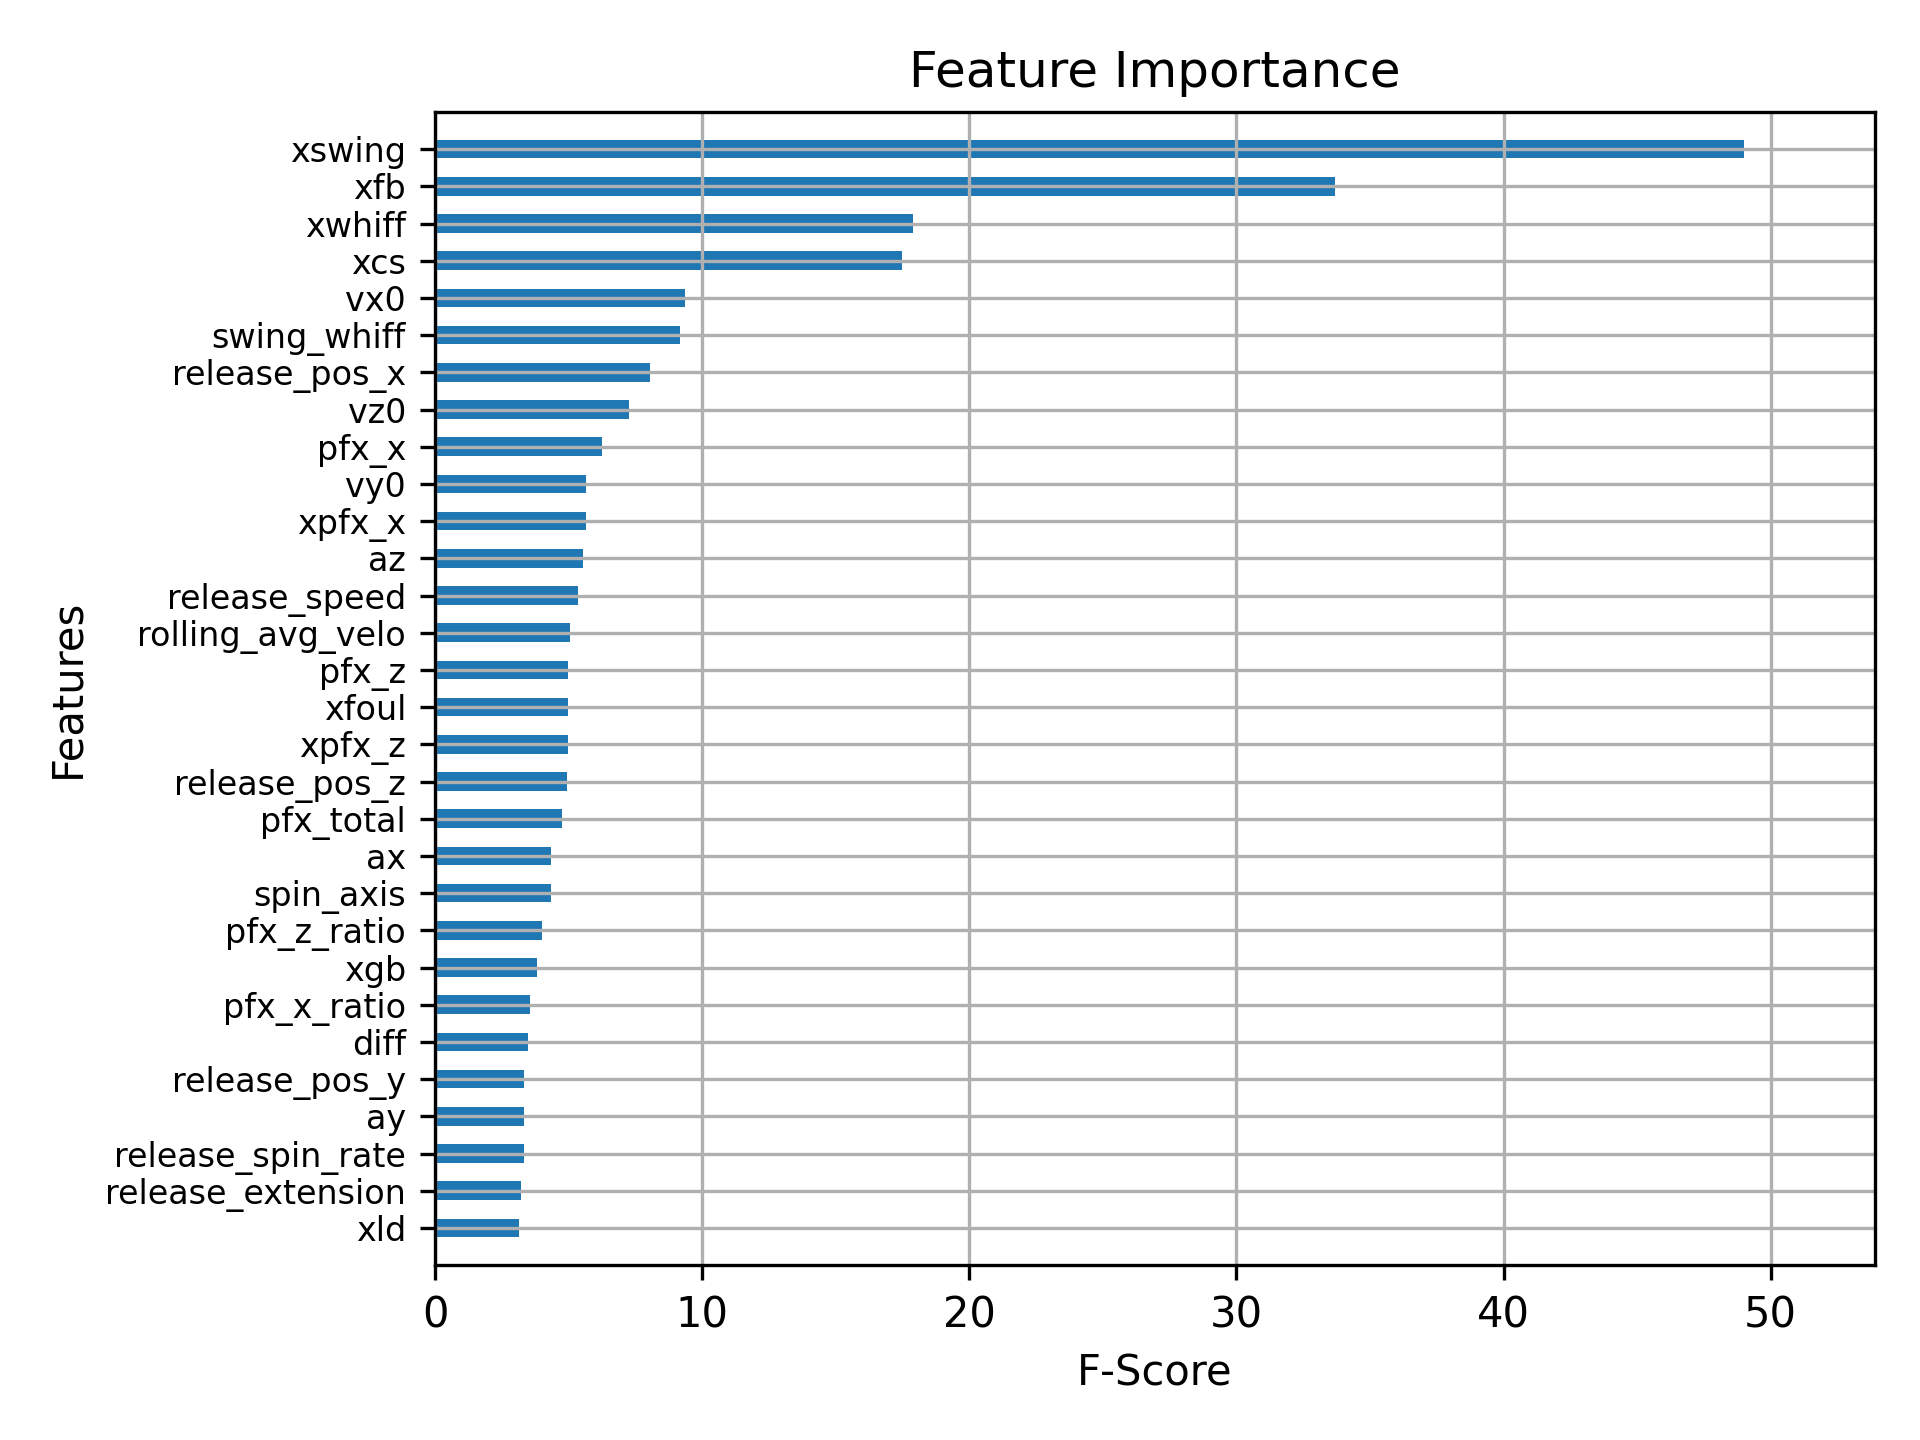 Feature Importance
xswing
xfb
xwhiff
xcs
vx0
swing_whiff
release_pos_x
vz0
pfx_x
vy0
xpfx_x
az
release_speed
rolling_avg_velo
pfx_z
xfoul
xpfx_z
release_pos_z
pfx_total
ax
spin_axis
pfx_z_ratio
xgb
pfx_x_ratio
diff
release_pos_y
ay
release_spin_rate
release_extension
xld
Features
0 10 20 30 40 50
F-Score